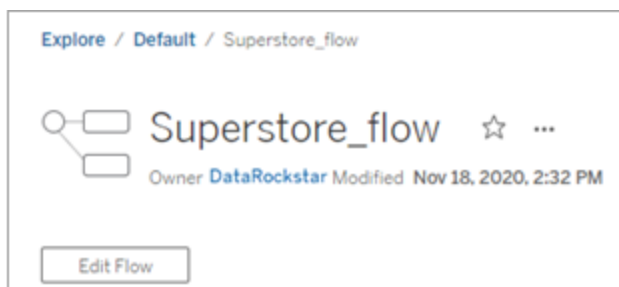 Explore / Default / Superstore_flow
Superstore_flow
Owner DataRockstar Modified Nov 18, 2020, 2:32 PM
Edit Flow